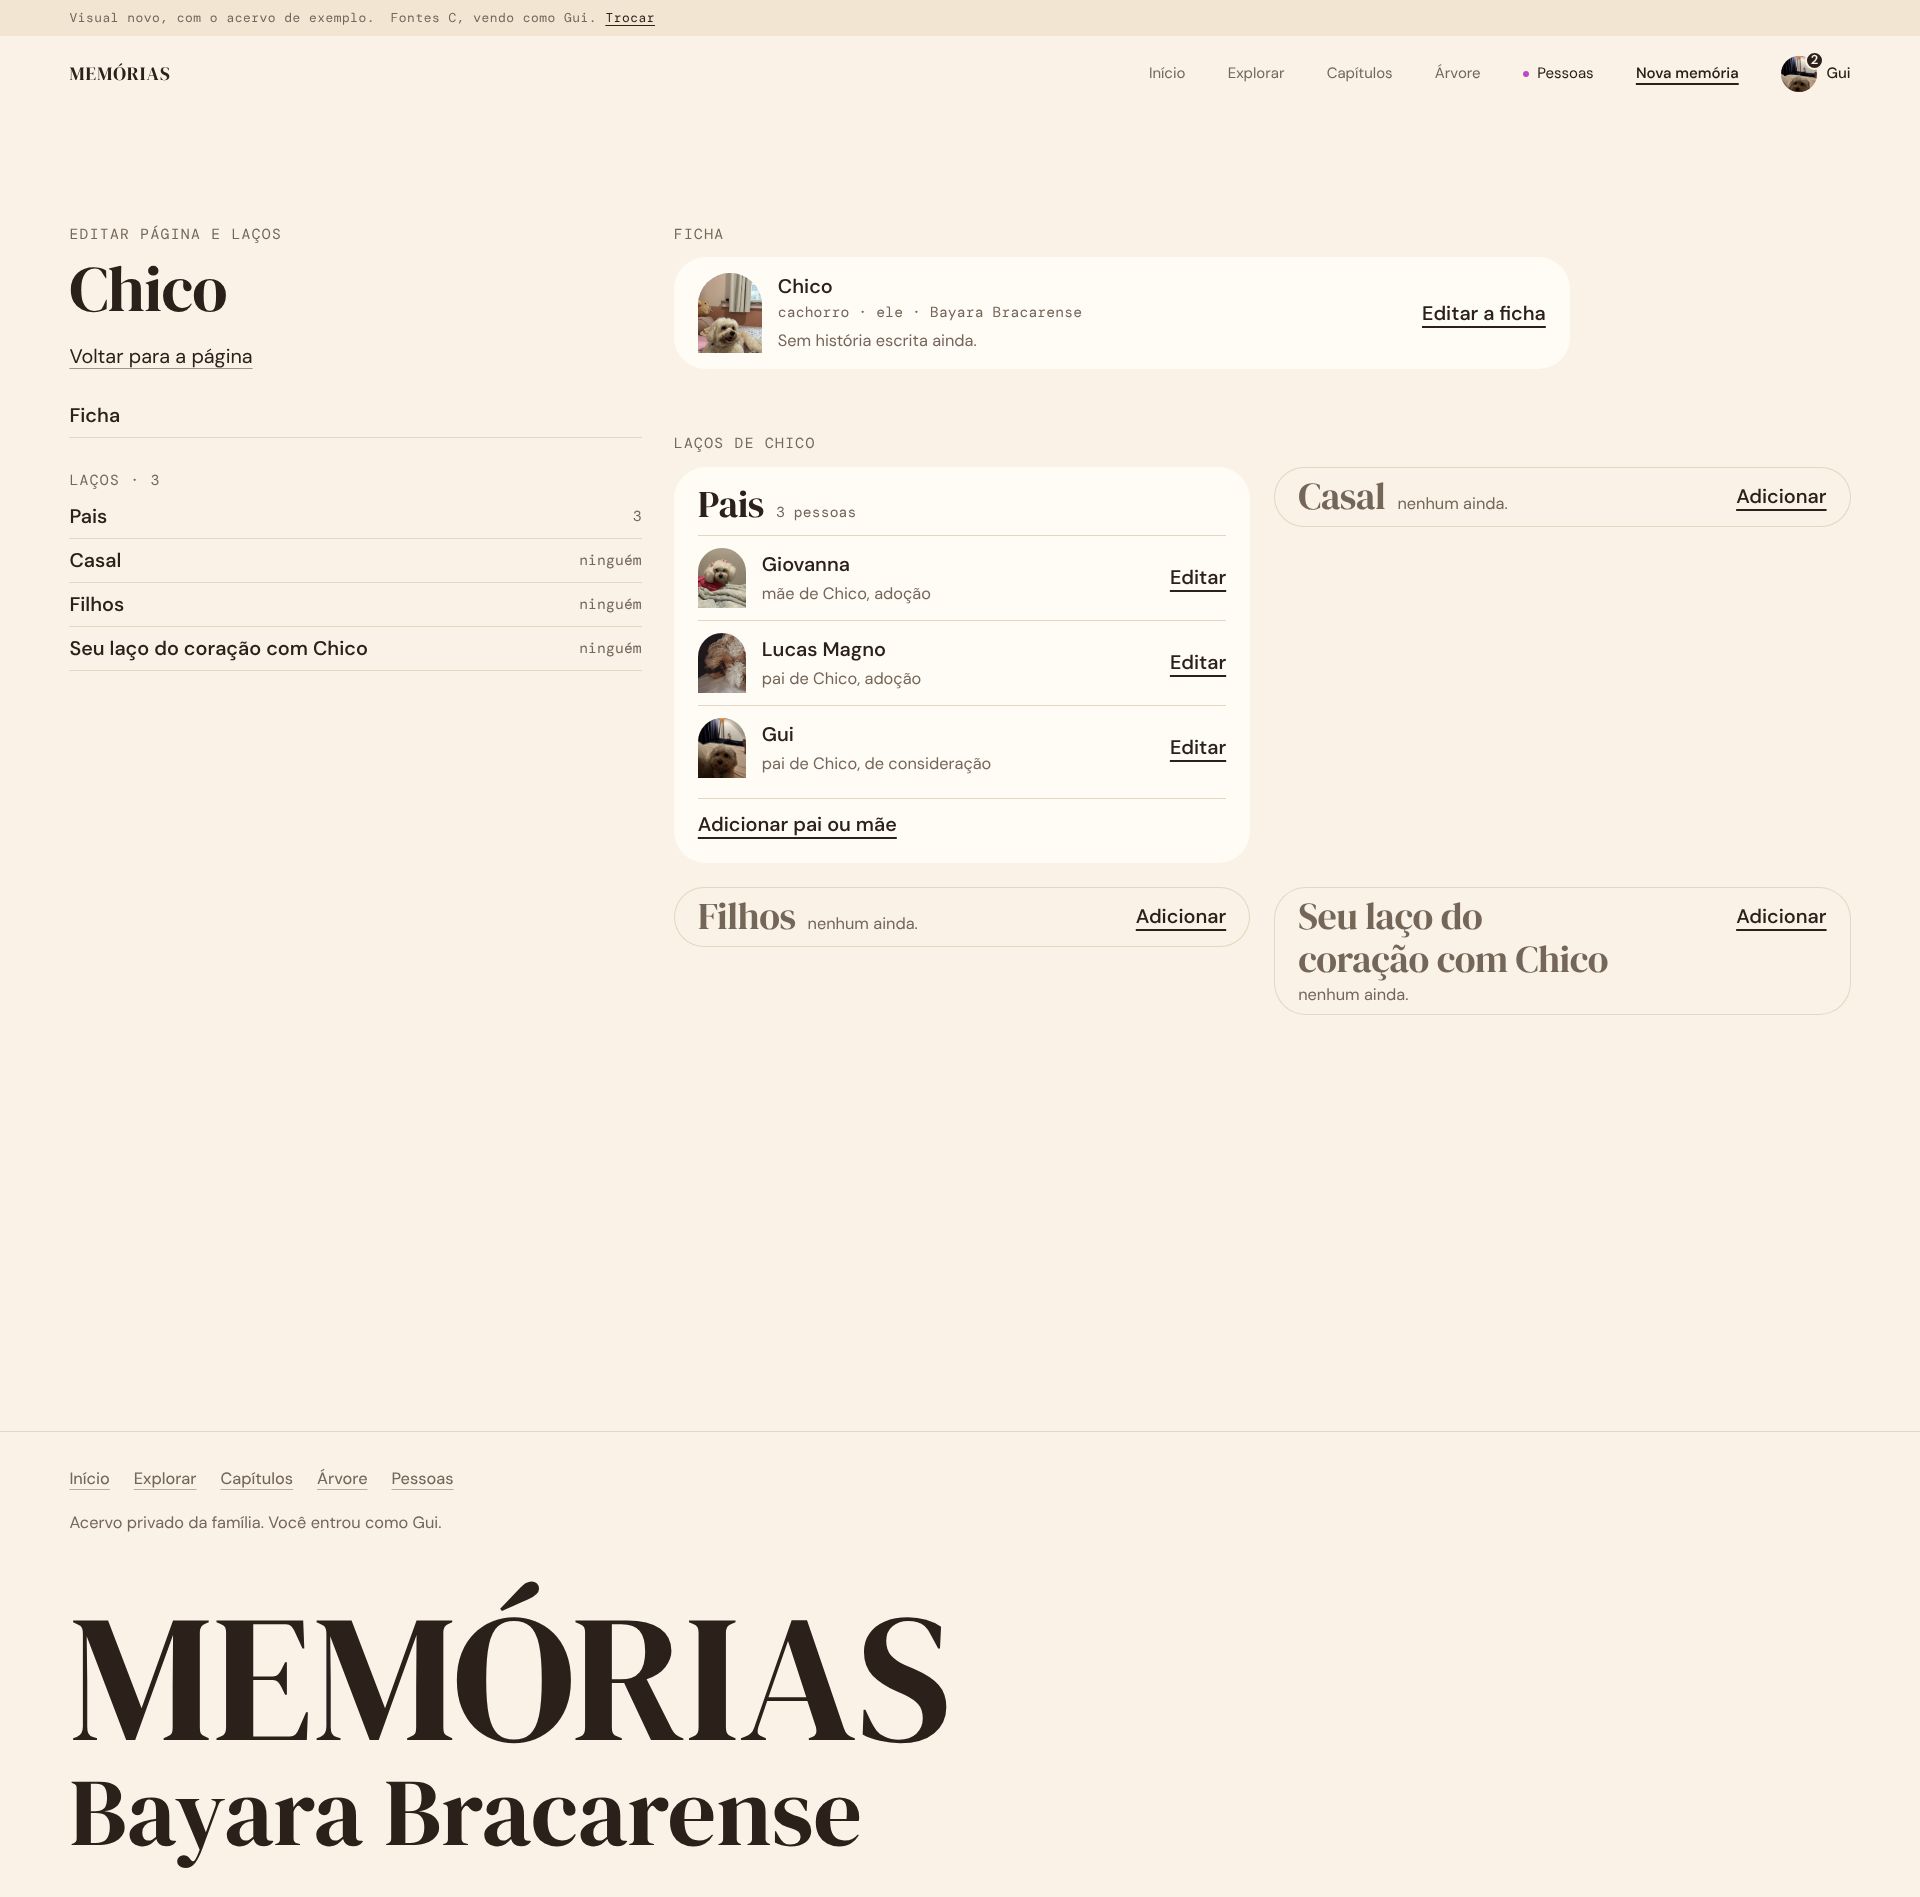 Visual novo, com o acervo de exemplo. Fontes C, vendo como Gui. Trocar
MEMÓRIAS
Início Explorar Capítulos Árvore Pessoas Nova memória 2 Gui
EDITAR PÁGINA E LAÇOS
Chico
Voltar para a página
Ficha
LAÇOS · 3
Pais 3
Casal ninguém
Filhos ninguém
Seu laço do coração com Chico ninguém
FICHA
Chico
cachorro · ele · Bayara Bracarense
Sem história escrita ainda.
Editar a ficha
LAÇOS DE CHICO
Pais 3 pessoas
Giovanna
mãe de Chico, adoção
Editar
Lucas Magno
pai de Chico, adoção
Editar
Gui
pai de Chico, de consideração
Editar
Adicionar pai ou mãe
Casal nenhum ainda. Adicionar
Filhos nenhum ainda. Adicionar
Seu laço do
coração com Chico
nenhum ainda.
Adicionar
Início Explorar Capítulos Árvore Pessoas
Acervo privado da família. Você entrou como Gui.
MEMÓRIAS
Bayara Bracarense